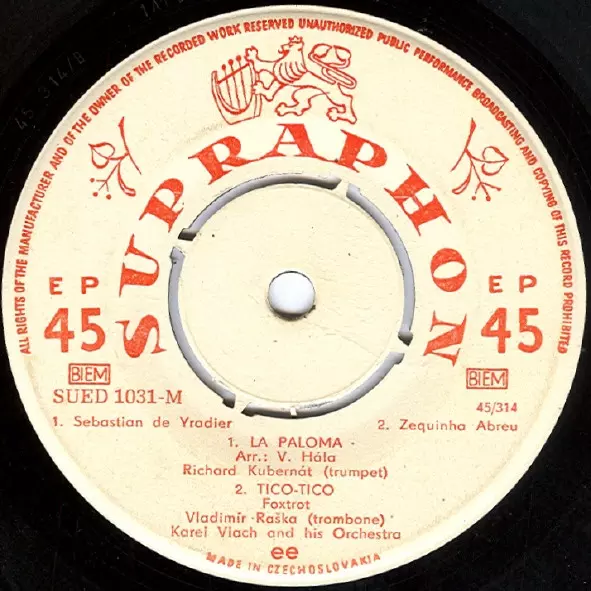 ALL RIGHTS OF THE MANUFACTURER AND OF THE OWNER OF THE RECORDED WORK RESERVED UNAUTHORIZED PUBLIC PERFORMANCE BROADCASTING AND COPYING OF THIS RECORD PROHIBITED
SUPRAPHON
EP
45
BIEM
SUED 1031-M
EP
45
BIEM
45/314
1. Sebastian de Yradier
2. Zequinha Abreu
1. LA PALOMA
Arr.: V. Hála
Richard Kubernát (trumpet)
2. TICO-TICO
Foxtrot
Vladimír Raška (trombone)
Karel Vlach and his Orchestra
ee
MADE IN CZECHOSLOVAKIA